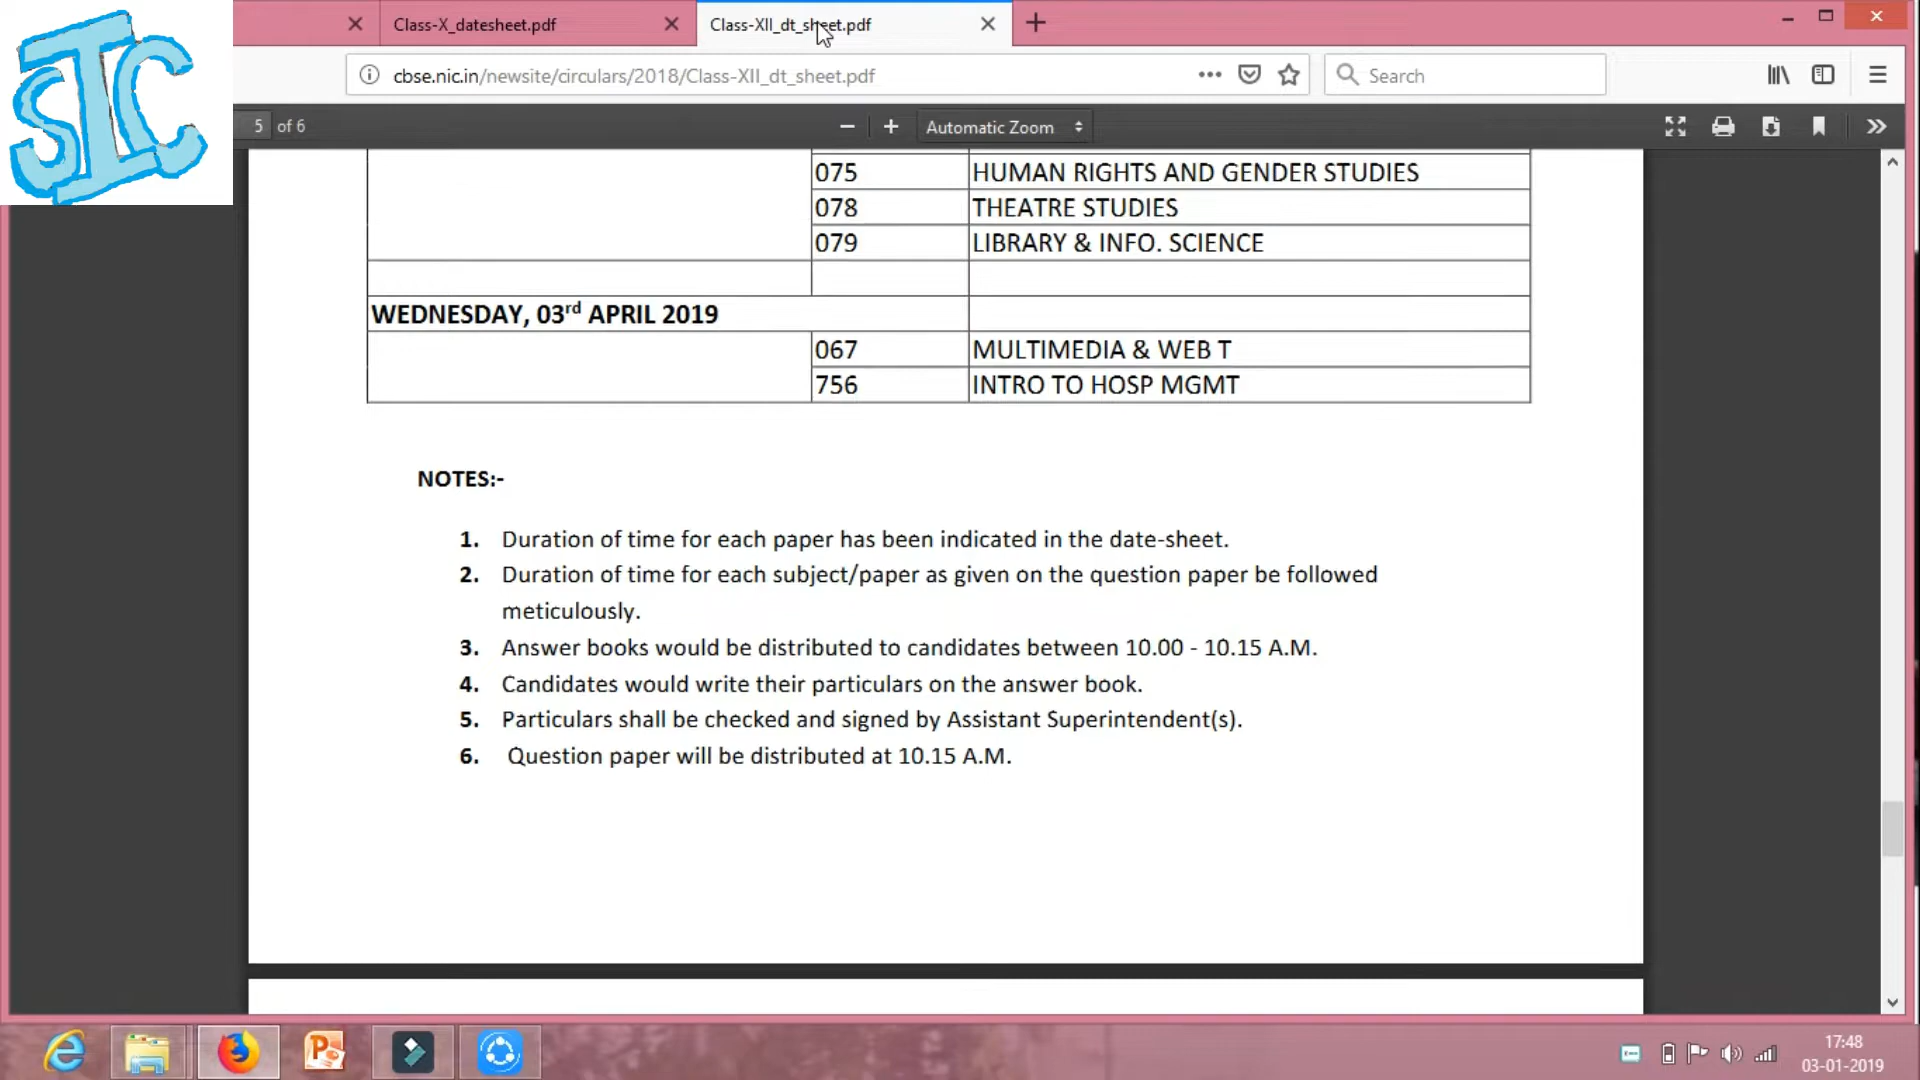 SIC
Class-X_datesheet.pdf
Class-XII_dt_sheet.pdf
cbse.nic.in/newsite/circulars/2018/Class-XII_dt_sheet.pdf
Search
5 of 6
Automatic Zoom
075 HUMAN RIGHTS AND GENDER STUDIES
078 THEATRE STUDIES
079 LIBRARY & INFO. SCIENCE
WEDNESDAY, 03rd APRIL 2019
067 MULTIMEDIA & WEB T
756 INTRO TO HOSP MGMT
NOTES:-
1. Duration of time for each paper has been indicated in the date-sheet.
2. Duration of time for each subject/paper as given on the question paper be followed
meticulously.
3. Answer books would be distributed to candidates between 10.00 - 10.15 A.M.
4. Candidates would write their particulars on the answer book.
5. Particulars shall be checked and signed by Assistant Superintendent(s).
6. Question paper will be distributed at 10.15 A.M.
17:48
03-01-2019